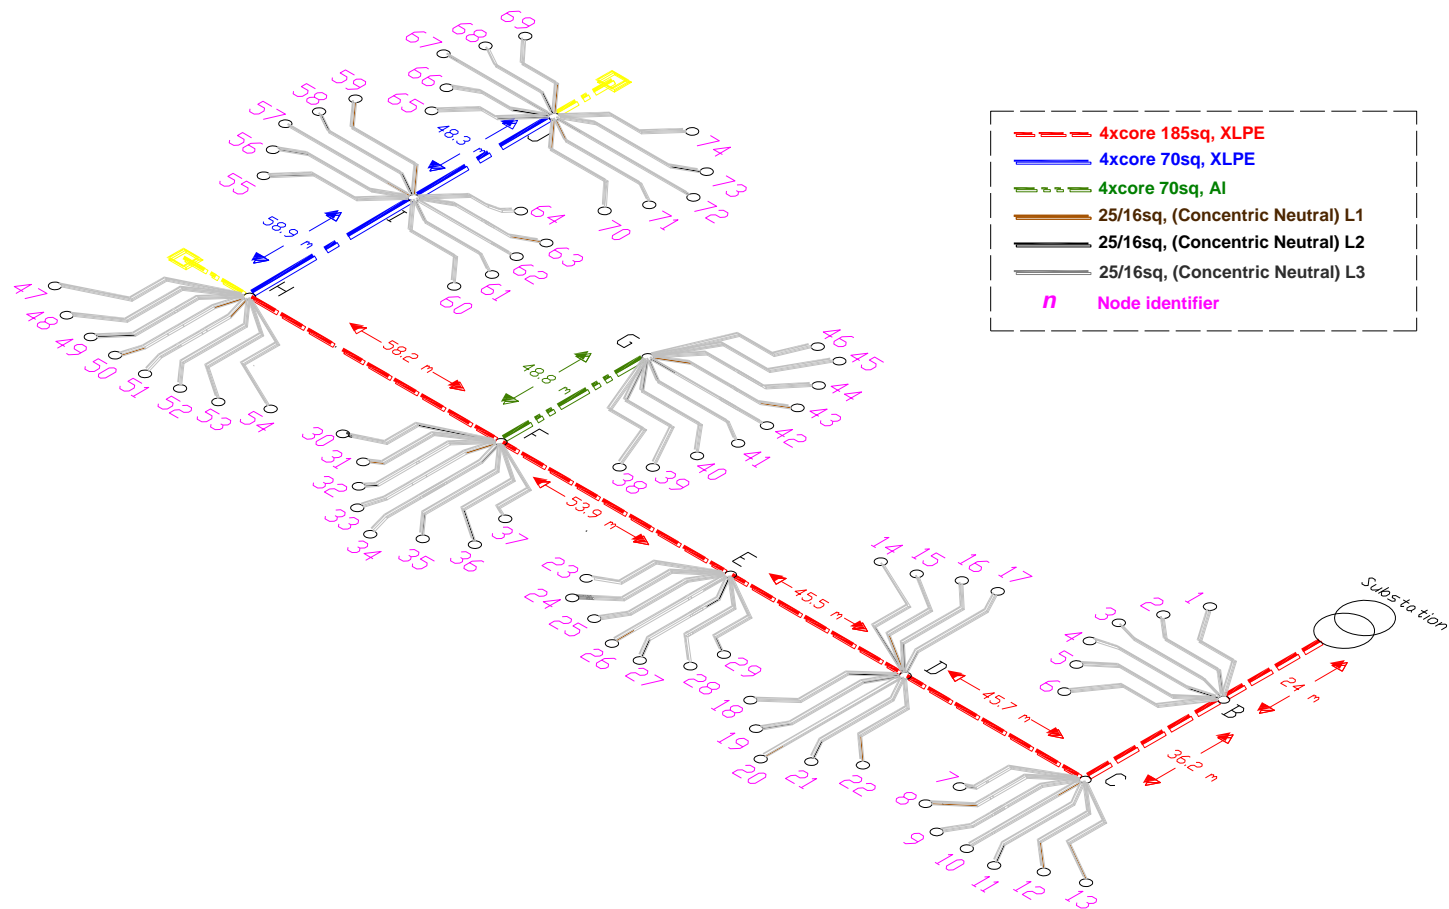 69
68
67
66
65
59
58
57
56
55
48.3 m
J
74
73
72
71
70
64
63
62
61
60
58.9 m
I
4xcore 185sq, XLPE
4xcore 70sq, XLPE
4xcore 70sq, Al
25/16sq, (Concentric Neutral) L1
25/16sq, (Concentric Neutral) L2
25/16sq, (Concentric Neutral) L3
n Node identifier
H
47
48
49
50
51
52
53
54
58.2 m
G
48.8 m
46
45
44
43
42
41
40
39
38
F
30
31
32
33
34
35
36
37
53.9 m
E
23
24
25
26
27
28
29
45.5 m
14
15
16
17
D
18
19
20
21
22
45.7 m
Substation
1
2
3
4
5
6
B
24 m
36.2 m
C
7
8
9
10
11
12
13